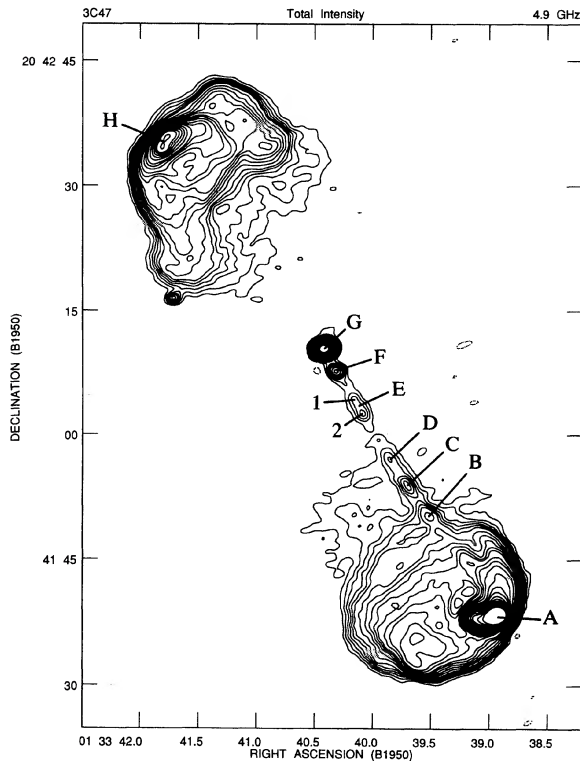 3C47 Total Intensity 4.9 GHz
20 42 45
H
30
15
G
F
1 E
2
00
D
C
B
41 45
A
30
DECLINATION (B1950)
01 33 42.0 41.5 41.0 40.5 40.0 39.5 39.0 38.5
RIGHT ASCENSION (B1950)